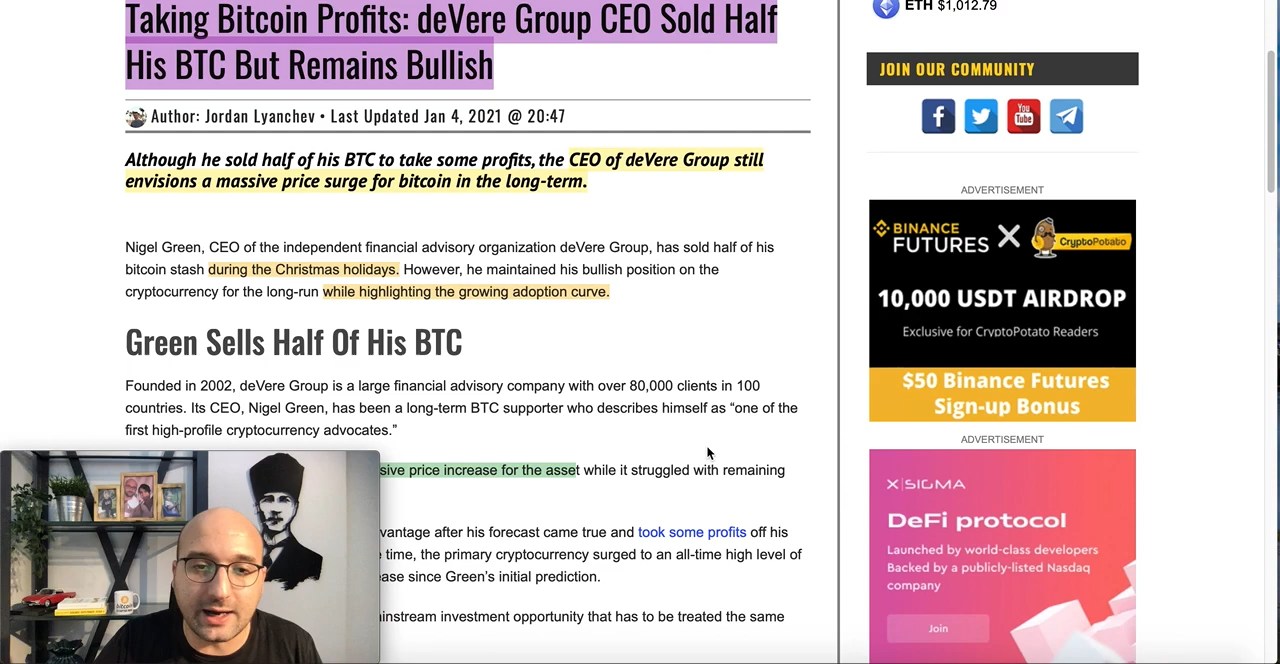 Taking Bitcoin Profits: deVere Group CEO Sold Half
His BTC But Remains Bullish
Author: Jordan Lyanchev • Last Updated Jan 4, 2021 @ 20:47
Although he sold half of his BTC to take some profits, the CEO of deVere Group still
envisions a massive price surge for bitcoin in the long-term.
Nigel Green, CEO of the independent financial advisory organization deVere Group, has sold half of his
bitcoin stash during the Christmas holidays. However, he maintained his bullish position on the
cryptocurrency for the long-run while highlighting the growing adoption curve.
Green Sells Half Of His BTC
Founded in 2002, deVere Group is a large financial advisory company with over 80,000 clients in 100
countries. Its CEO, Nigel Green, has been a long-term BTC supporter who describes himself as “one of the
first high-profile cryptocurrency advocates.”
sive price increase for the asset while it struggled with remaining
vantage after his forecast came true and took some profits off his
time, the primary cryptocurrency surged to an all-time high level of
ase since Green’s initial prediction.
instream investment opportunity that has to be treated the same
bitcoin
ETH $1,012.79
JOIN OUR COMMUNITY
You
Tube
ADVERTISEMENT
BINANCE
FUTURES X CryptoPotato
10,000 USDT AIRDROP
Exclusive for CryptoPotato Readers
$50 Binance Futures
Sign-up Bonus
ADVERTISEMENT
X|SIGMA
DeFi protocol
Launched by world-class developers
Backed by a publicly-listed Nasdaq
company
Join